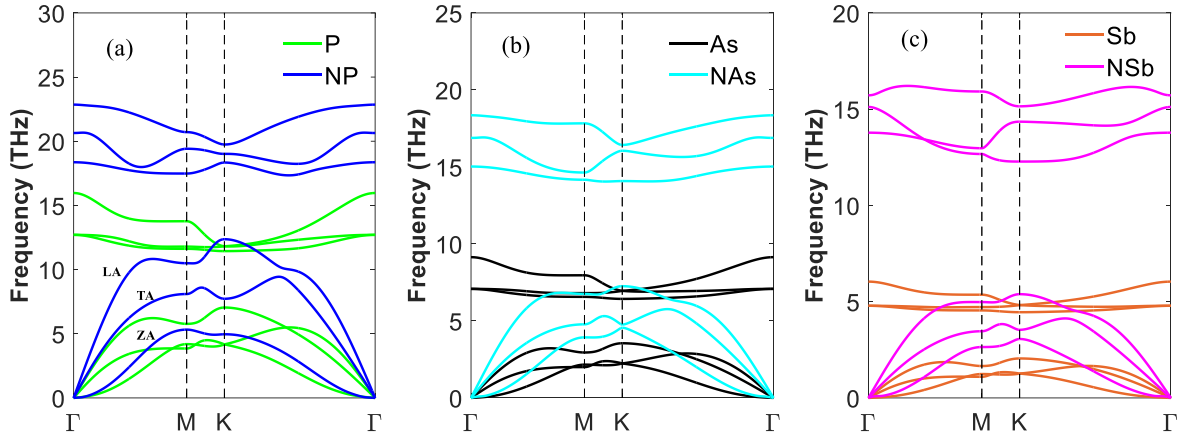 (a)
P
NP
Frequency (THz)
30
25
20
15
10
5
0
LA
TA
ZA
Γ
M
K
Γ
(b)
As
NAs
Frequency (THz)
25
20
15
10
5
0
Γ
M
K
Γ
(c)
Sb
NSb
Frequency (THz)
20
15
10
5
0
Γ
M
K
Γ